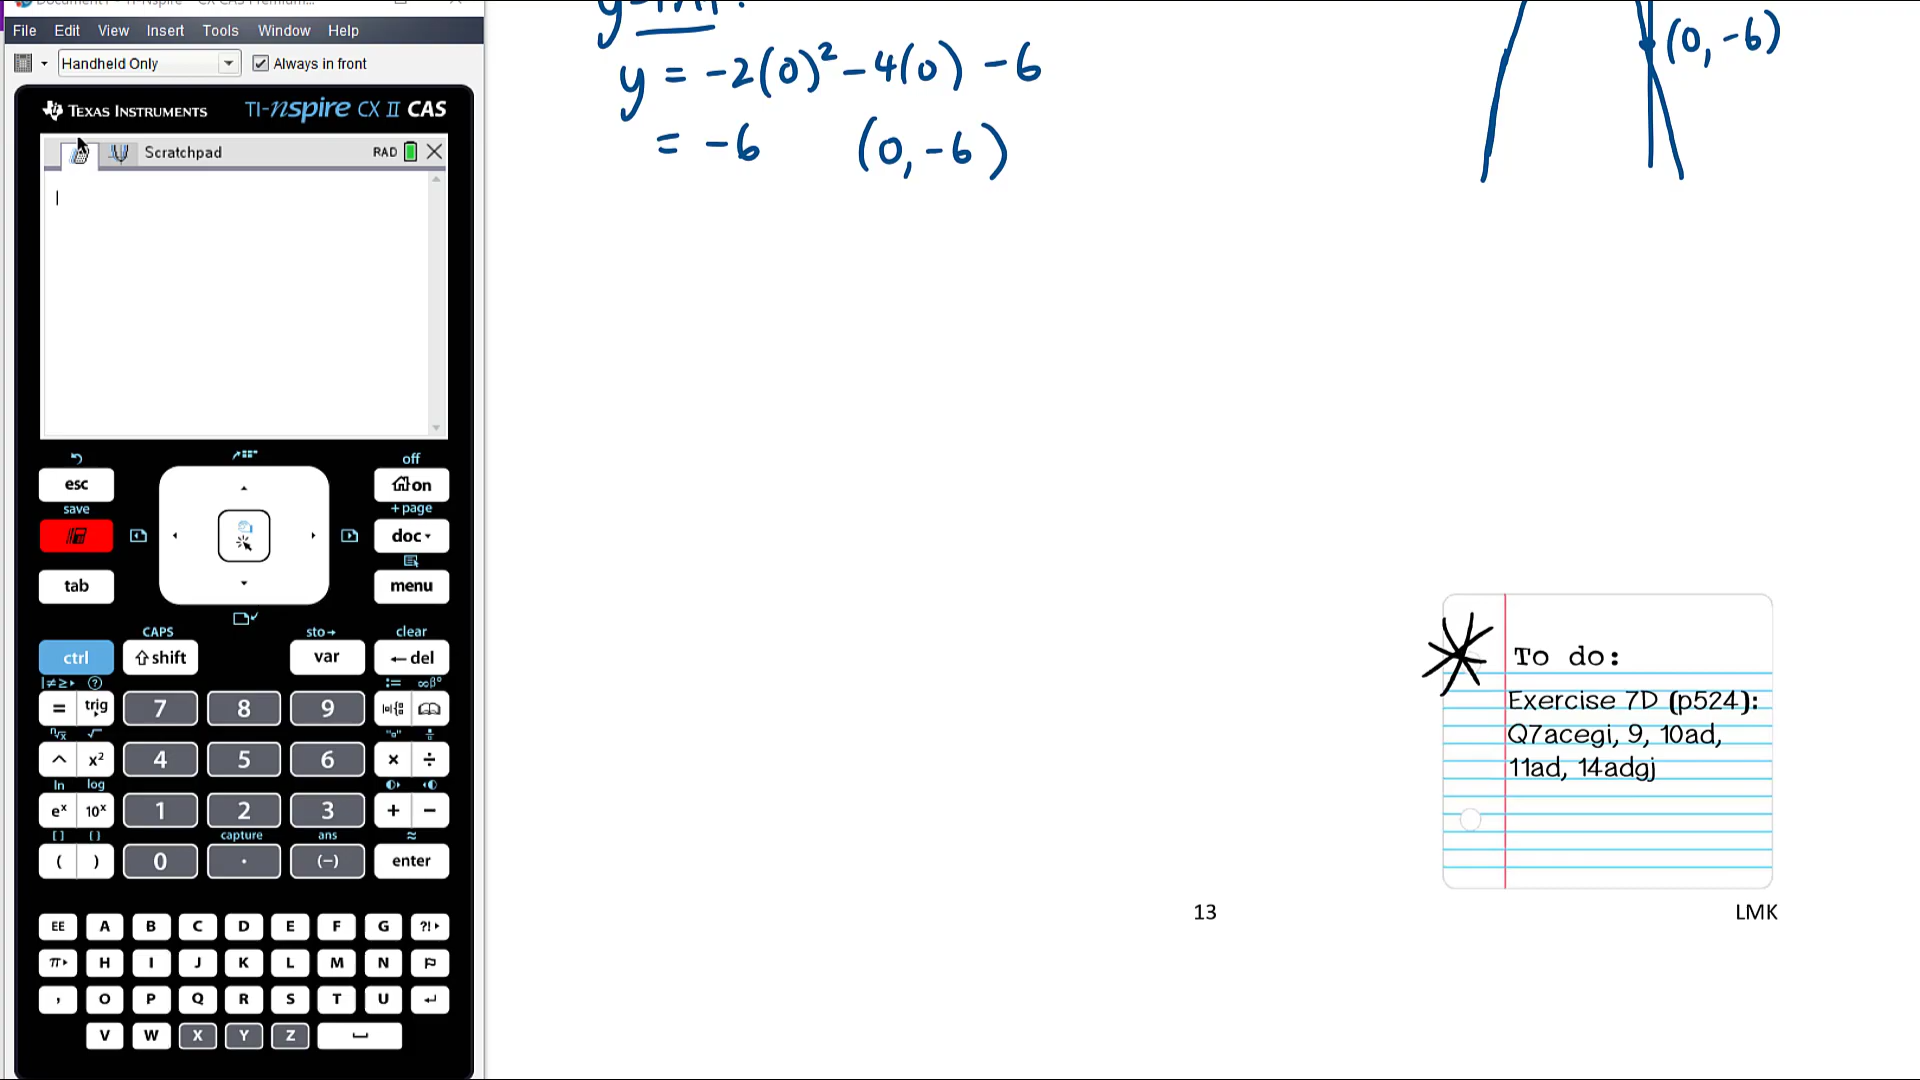 File Edit View Insert Tools Window Help
Handheld Only Always in front
TEXAS INSTRUMENTS TI-nspire CX II CAS
Scratchpad RAD
off
esc on
save + page
doc
tab menu
CAPS sto→ clear
ctrl ⇧shift var ←del
|≠≥▸ ? := ∞β°
= trig 7 8 9
ⁿ√x √ "▫"
^ x² 4 5 6 × ÷
ln log
eˣ 10ˣ 1 2 3 + −
[ ] { } capture ans ≈
( ) 0 . (−) enter
EE A B C D E F G ?!▸
π▸ H I J K L M N
, O P Q R S T U ↵
V W X Y Z
y = -2(0)² - 4(0) - 6
= -6 (0, -6)
(0, -6)
To do:
Exercise 7D (p524):
Q7acegi, 9, 10ad,
11ad, 14adgj
13 LMK